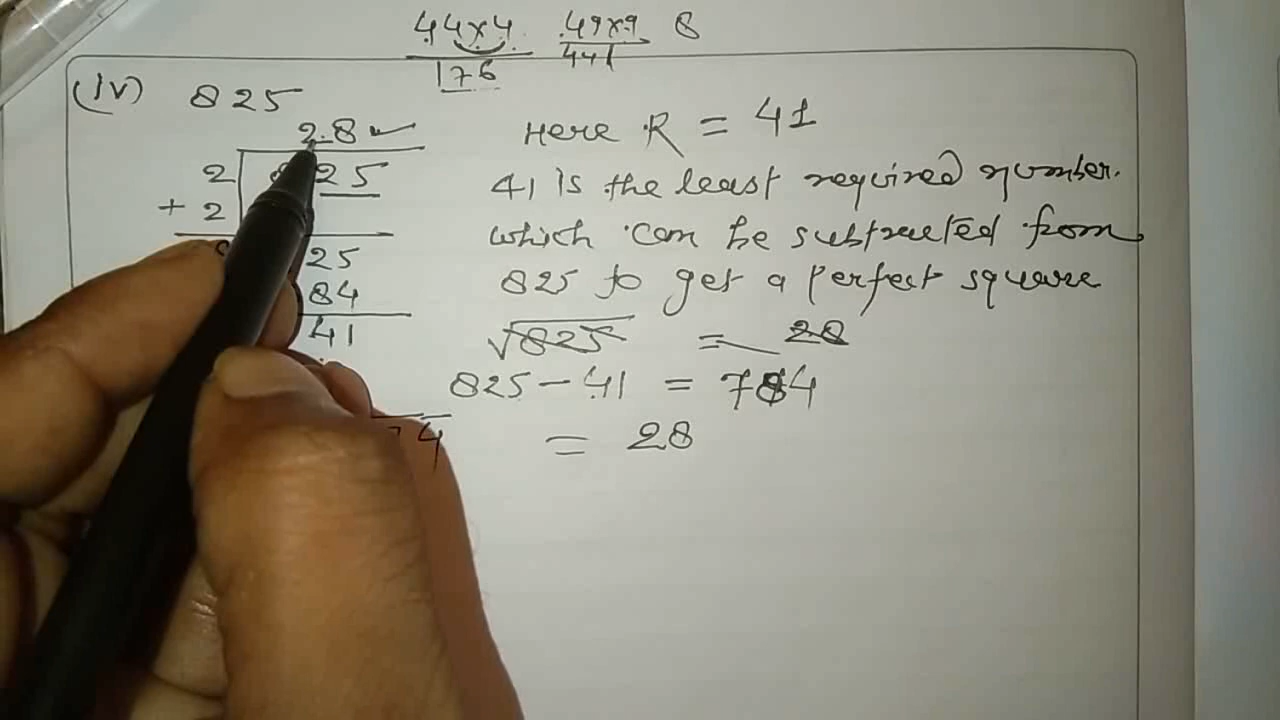 44×4 49×9 8
176 441
(iv) 825
28
2 25
+ 2
25
84
41
Here R = 41
41 is the least required number.
which can be subtracted from
825 to get a perfect square
√825 = 28
825 - 41 = 784
4 = 28